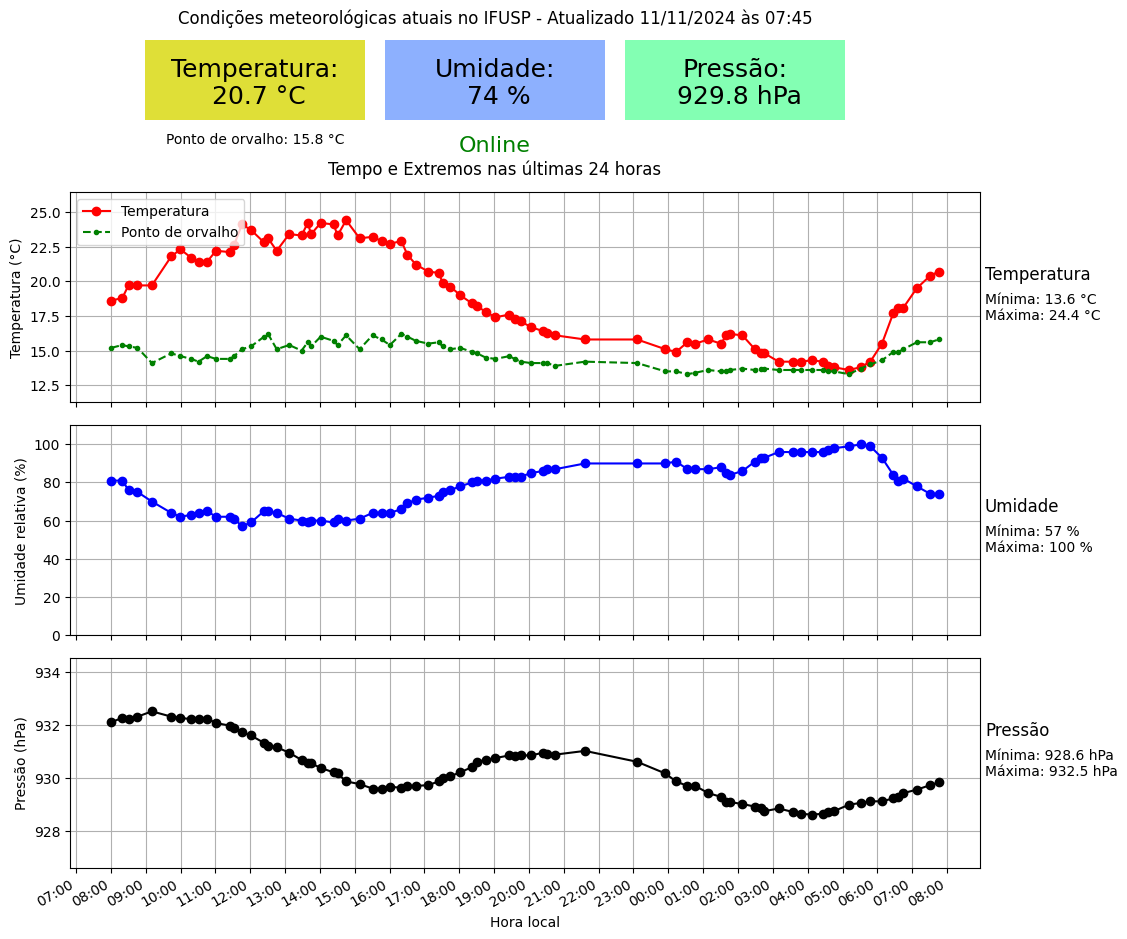 Condições meteorológicas atuais no IFUSP - Atualizado 11/11/2024 às 07:45
Temperatura:
20.7 °C
Umidade:
74 %
Pressão:
929.8 hPa
Ponto de orvalho: 15.8 °C
Online
Tempo e Extremos nas últimas 24 horas
Temperatura (°C)
25.0
22.5
20.0
17.5
15.0
12.5
Temperatura
Ponto de orvalho
Temperatura
Mínima: 13.6 °C
Máxima: 24.4 °C
Umidade relativa (%)
100
80
60
40
20
0
Umidade
Mínima: 57 %
Máxima: 100 %
Pressão (hPa)
934
932
930
928
Pressão
Mínima: 928.6 hPa
Máxima: 932.5 hPa
07:00 08:00 09:00 10:00 11:00 12:00 13:00 14:00 15:00 16:00 17:00 18:00 19:00 20:00 21:00 22:00 23:00 00:00 01:00 02:00 03:00 04:00 05:00 06:00 07:00 08:00
Hora local